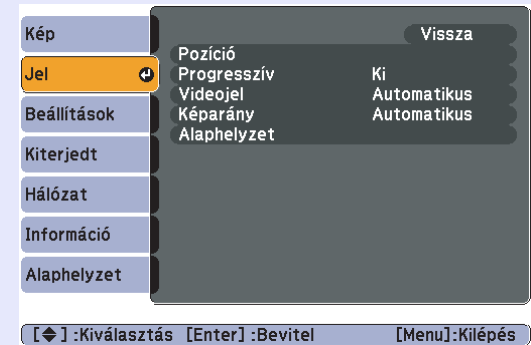 Kép
Jel
Beállítások
Kiterjedt
Hálózat
Információ
Alaphelyzet
Vissza
Pozíció
Progresszív Ki
Videojel Automatikus
Képarány Automatikus
Alaphelyzet
[◆] :Kiválasztás [Enter] :Bevitel [Menu]:Kilépés